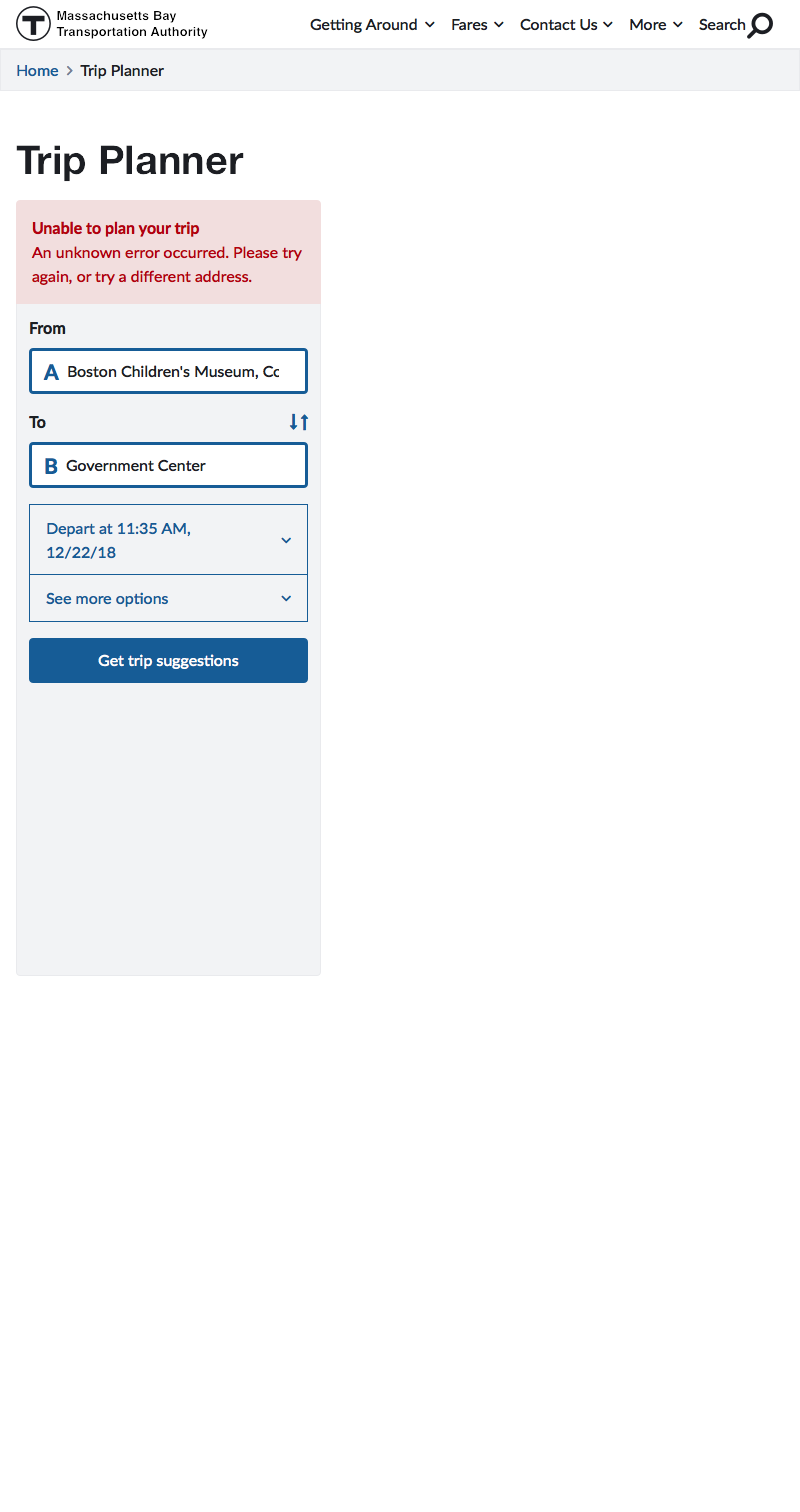 Massachusetts Bay
Transportation Authority
Getting Around
Fares
Contact Us
More
Search
Home > Trip Planner
Trip Planner
Unable to plan your trip
An unknown error occurred. Please try
again, or try a different address.
From
A Boston Children's Museum, Co
To
B Government Center
Depart at 11:35 AM,
12/22/18
See more options
Get trip suggestions